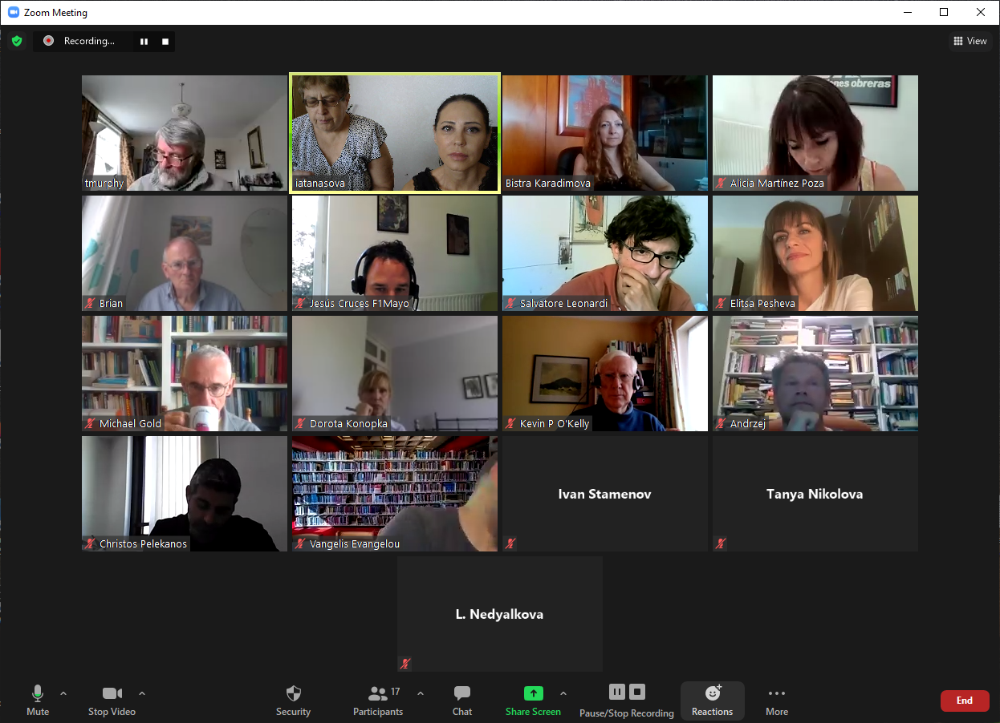 Zoom Meeting
Recording...
View
tmurphy
iatanasova
Bistra Karadimova
Alicia Martínez Poza
nes obreras
Brian
Jesús Cruces F1Mayo
Salvatore Leonardi
Elitsa Pesheva
Michael Gold
Dorota Konopka
Kevin P O'Kelly
Andrzej
Christos Pelekanos
Vangelis Evangelou
Ivan Stamenov
Tanya Nikolova
L. Nedyalkova
Mute
Stop Video
Security
Participants
17
Chat
Share Screen
Pause/Stop Recording
Reactions
More
End